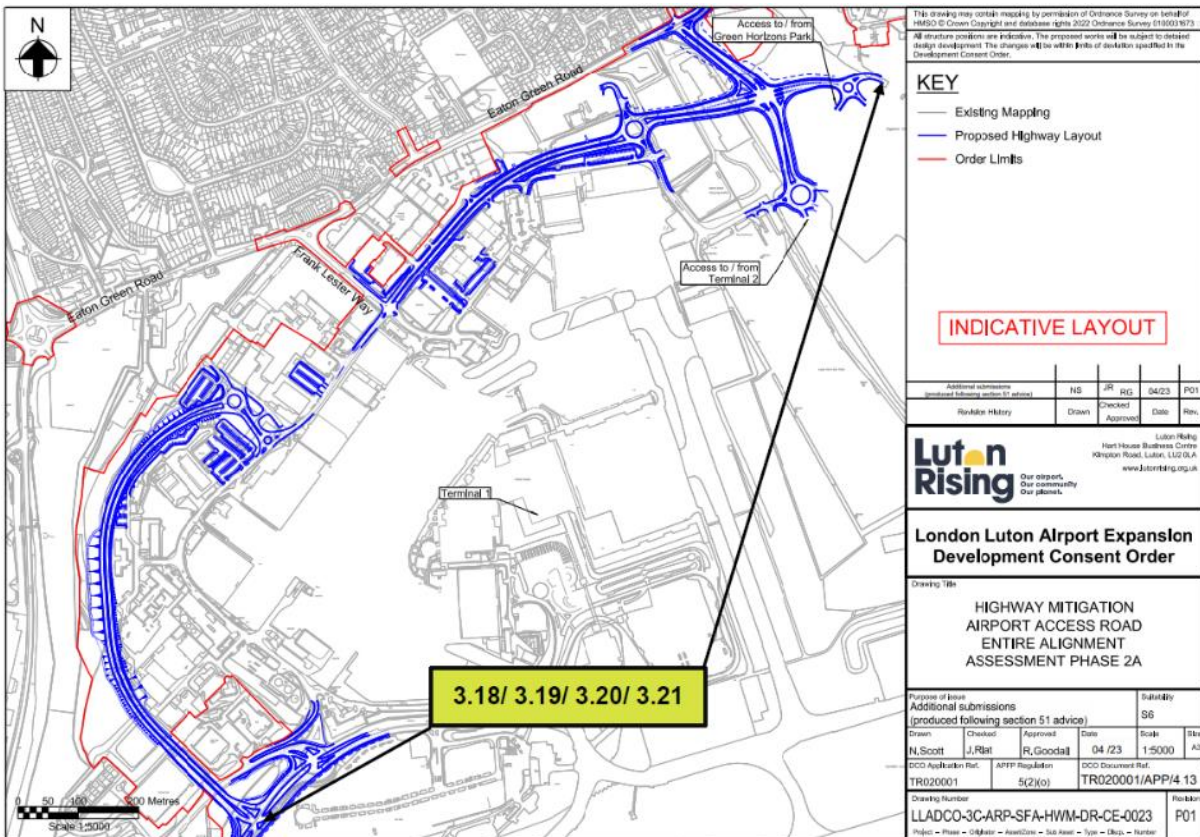 N
Access to / from
Green Horizons Park
Eaton Green Road
Access to / from
Terminal 2
Frank Lester Way
Eaton Green Road
Terminal 1
3.18/ 3.19/ 3.20/ 3.21
0 50 100 200 Metres
Scale 1:5000
This drawing may contain mapping by permission of Ordnance Survey on behalf of
HMSO © Crown Copyright and database rights 2022 Ordnance Survey 0100031673
All structure positions are indicative. The proposed works will be subject to detailed
design development. The changes will be within limits of deviation specified in the
Development Consent Order.
KEY
Existing Mapping
Proposed Highway Layout
Order Limits
INDICATIVE LAYOUT
Additional submissions
(produced following section 51 advice)
NS
JR
RG
04/23
P01
Revision History
Drawn
Checked
Approved
Date
Rev.
Luton
Rising
Our airport.
Our community
Our planet.
Luton Rising
Hart House Business Centre
Kimpton Road, Luton, LU2 0LA
www.lutonrising.org.uk
London Luton Airport Expansion
Development Consent Order
Drawing Title
HIGHWAY MITIGATION
AIRPORT ACCESS ROAD
ENTIRE ALIGNMENT
ASSESSMENT PHASE 2A
Purpose of issue
Additional submissions
(produced following section 51 advice)
Suitability
S6
Drawn
N.Scott
Checked
J.Riat
Approved
R.Goodall
Date
04 /23
Scale
1:5000
DCO Application Ref.
TR020001
APFP Regulation
5(2)(o)
DCO Document Ref.
TR020001/APP/4 13
Drawing Number
LLADCO-3C-ARP-SFA-HWM-DR-CE-0023
Revision
P01
Project – Phase – Originator – Asset/Zone – Sub Asset – Type – Discp. – Number